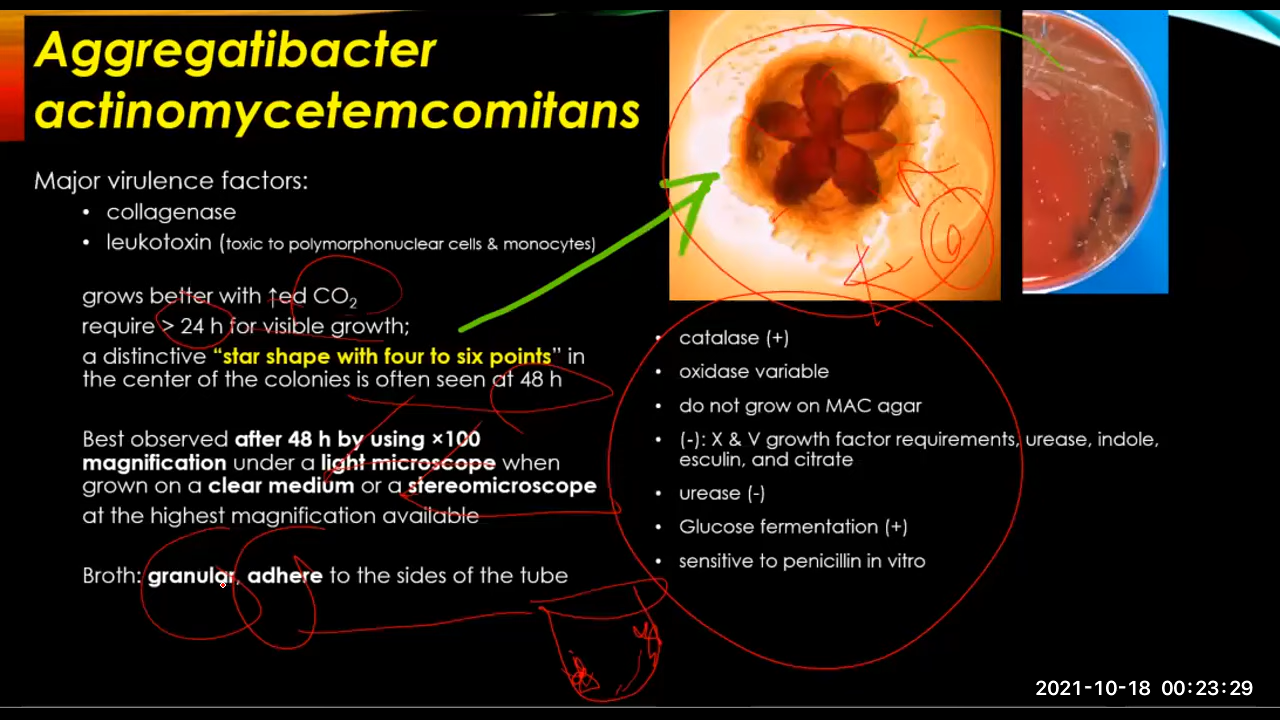 Aggregatibacter
actinomycetemcomitans
Major virulence factors:
• collagenase
• leukotoxin (toxic to polymorphonuclear cells & monocytes)
grows better with ↑ed CO₂
require > 24 h for visible growth;
a distinctive “star shape with four to six points” in
the center of the colonies is often seen at 48 h
Best observed after 48 h by using ×100
magnification under a light microscope when
grown on a clear medium or a stereomicroscope
at the highest magnification available
Broth: granular, adhere to the sides of the tube
• catalase (+)
• oxidase variable
• do not grow on MAC agar
• (-): X & V growth factor requirements, urease, indole,
esculin, and citrate
• urease (-)
• Glucose fermentation (+)
• sensitive to penicillin in vitro
2021-10-18 00:23:29